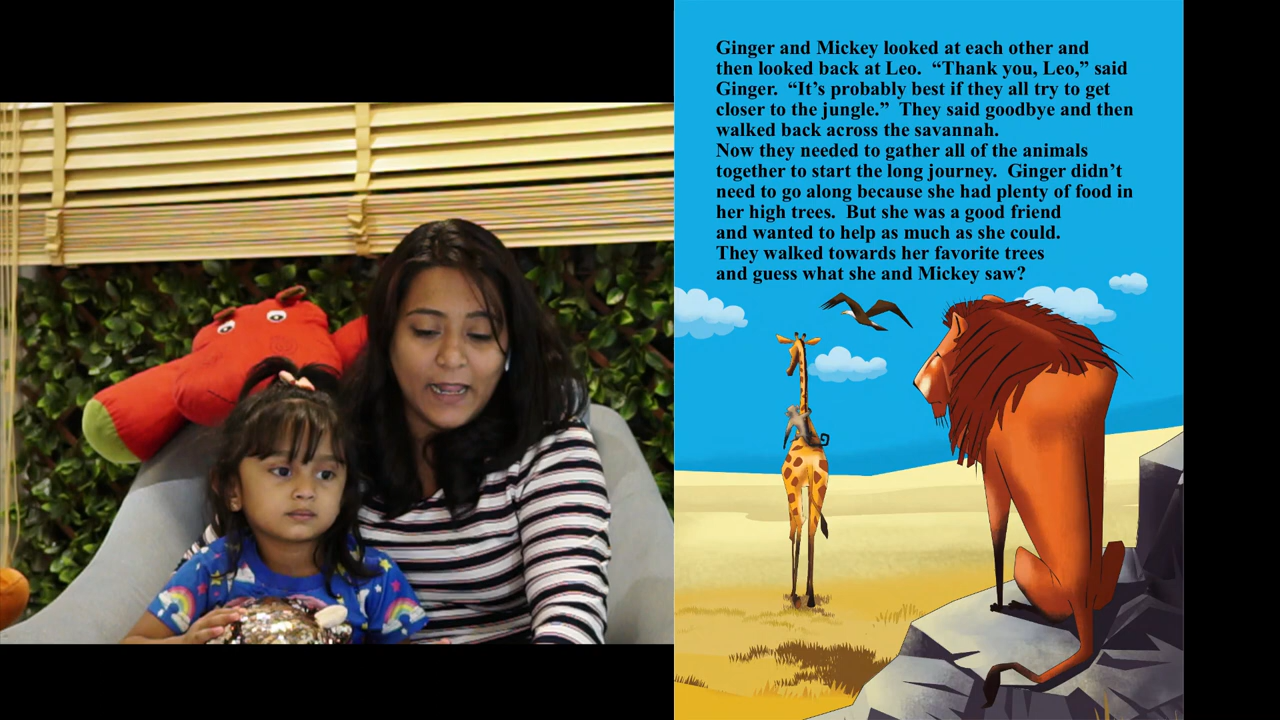 Ginger and Mickey looked at each other and
then looked back at Leo.  “Thank you, Leo,” said
Ginger.  “It’s probably best if they all try to get
closer to the jungle.”  They said goodbye and then
walked back across the savannah.
Now they needed to gather all of the animals
together to start the long journey.  Ginger didn’t
need to go along because she had plenty of food in
her high trees.  But she was a good friend
and wanted to help as much as she could.
They walked towards her favorite trees
and guess what she and Mickey saw?